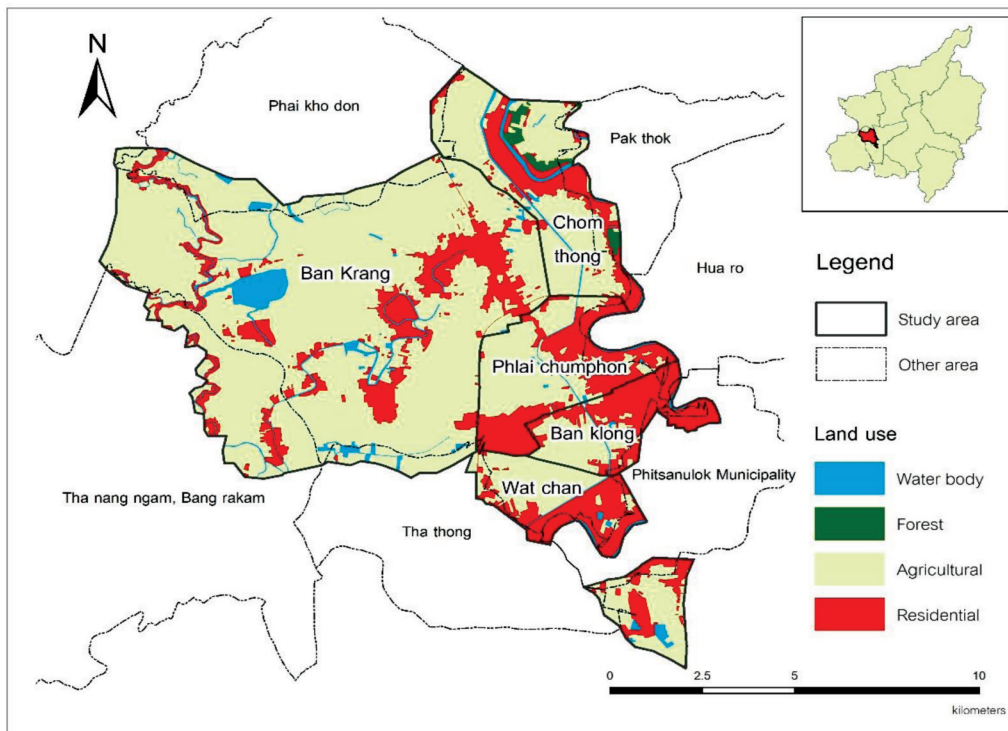 N
Phai kho don
Pak thok
Chom
thong
Hua ro
Ban Krang
Phlai chumphon
Ban klong
Wat chan
Phitsanulok Municipality
Tha nang ngam, Bang rakam
Tha thong
Legend
Study area
Other area
Land use
Water body
Forest
Agricultural
Residential
0 2.5 5 10
kilometers